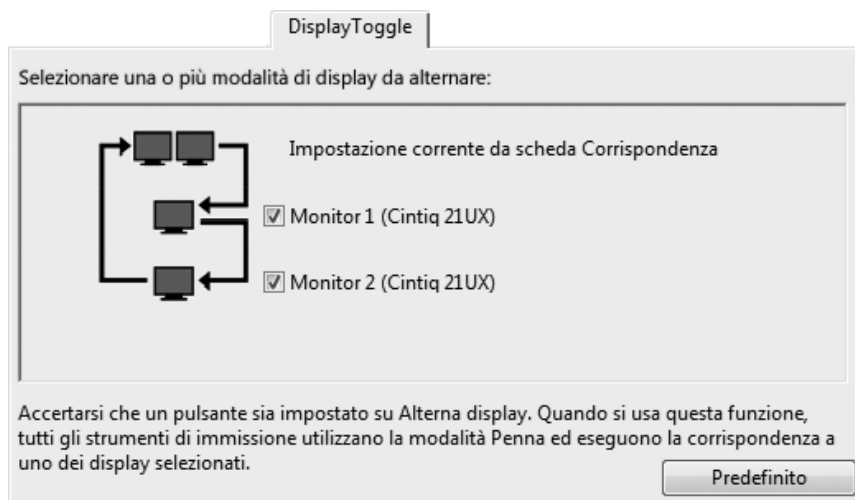 DisplayToggle
Selezionare una o più modalità di display da alternare:
Impostazione corrente da scheda Corrispondenza
Monitor 1 (Cintiq 21UX)
Monitor 2 (Cintiq 21UX)
Accertarsi che un pulsante sia impostato su Alterna display. Quando si usa questa funzione,
tutti gli strumenti di immissione utilizzano la modalità Penna ed eseguono la corrispondenza a
uno dei display selezionati.
Predefinito